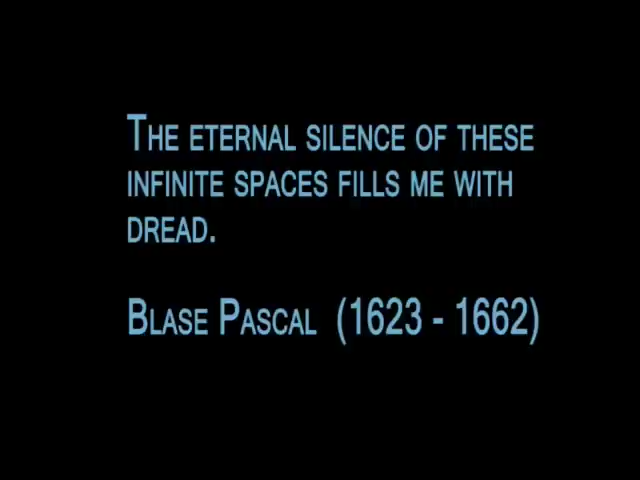 The eternal silence of these
infinite spaces fills me with
dread.
Blase Pascal (1623 - 1662)